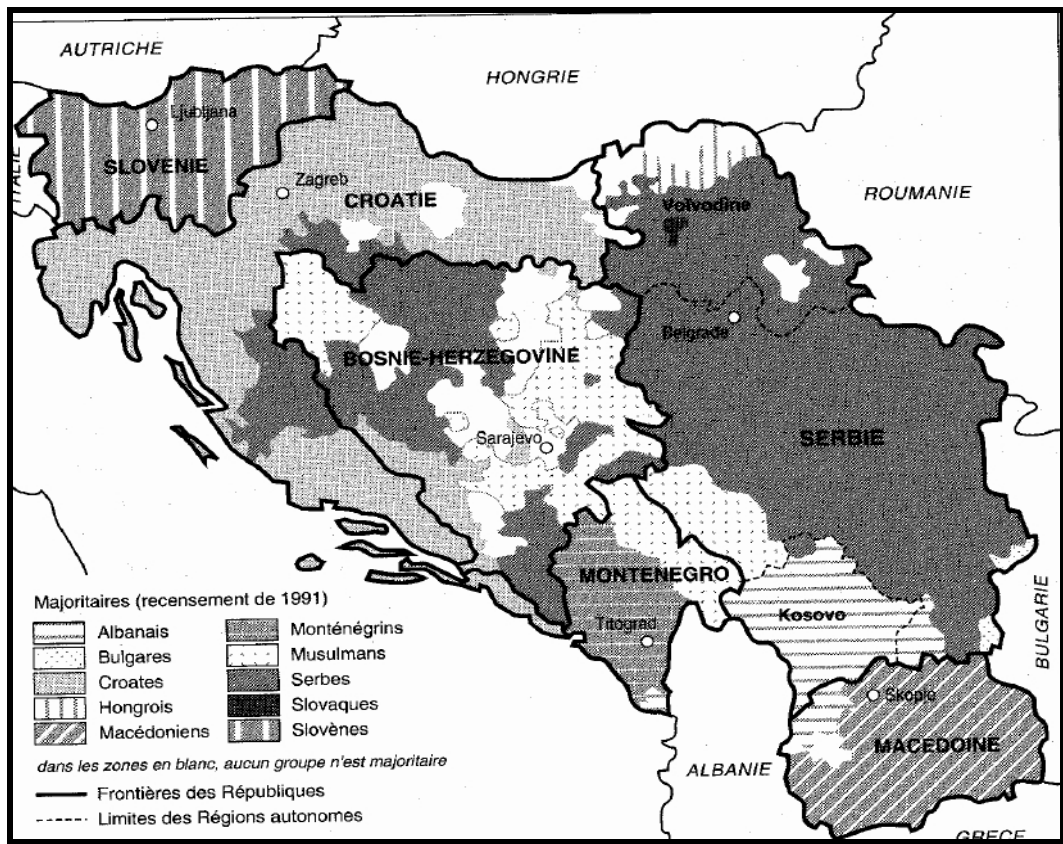 AUTRICHE
HONGRIE
Ljubljana
SLOVENIE
ITALIE
Zagreb
CROATIE
ROUMANIE
Voivodine
Belgrade
BOSNIE-HERZEGOVINE
Sarajevo
SERBIE
MONTENEGRO
Kosovo
Titograd
BULGARIE
Skopje
MACEDOINE
ALBANIE
GRECE
Majoritaires (recensement de 1991)
Albanais
Bulgares
Croates
Hongrois
Macédoniens
Monténégrins
Musulmans
Serbes
Slovaques
Slovènes
dans les zones en blanc, aucun groupe n'est majoritaire
Frontières des Républiques
Limites des Régions autonomes